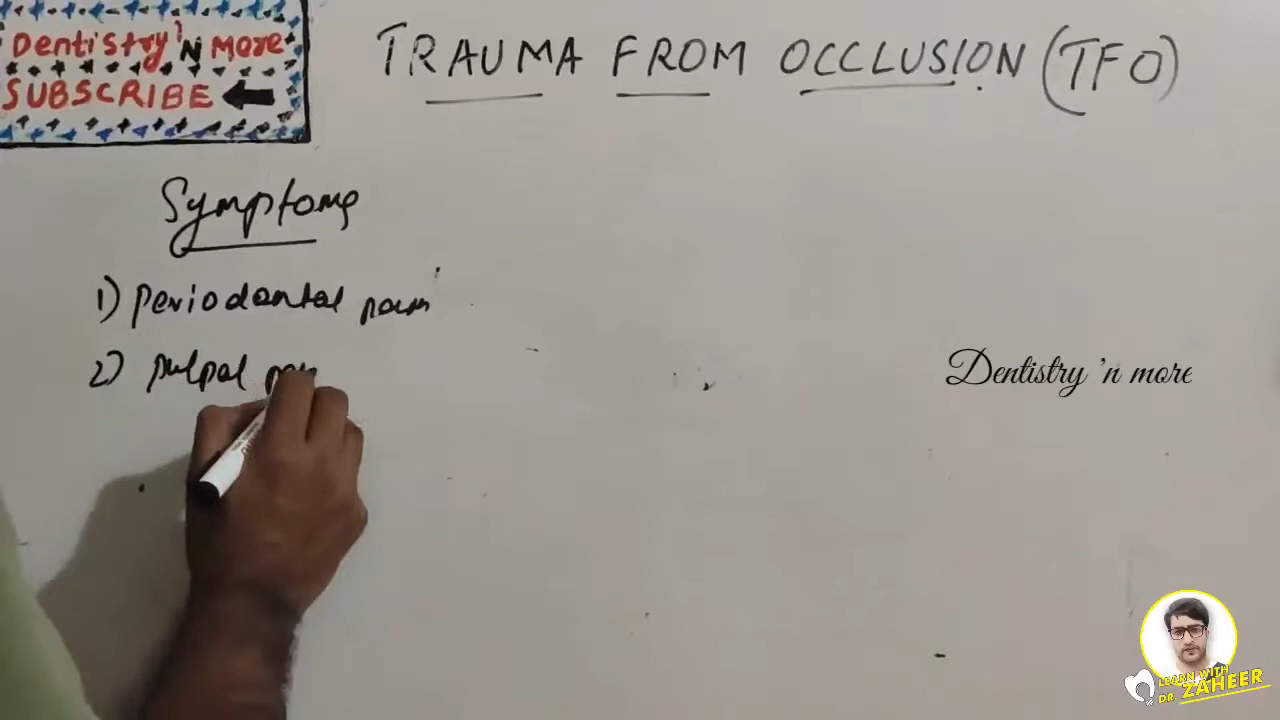 Dentistry 'N More
SUBSCRIBE
TRAUMA FROM OCCLUSION (TFO)
Symptoms
1) periodontal pain
2) pulpal
Dentistry 'n more
LEARN WITH
DR. ZAHEER